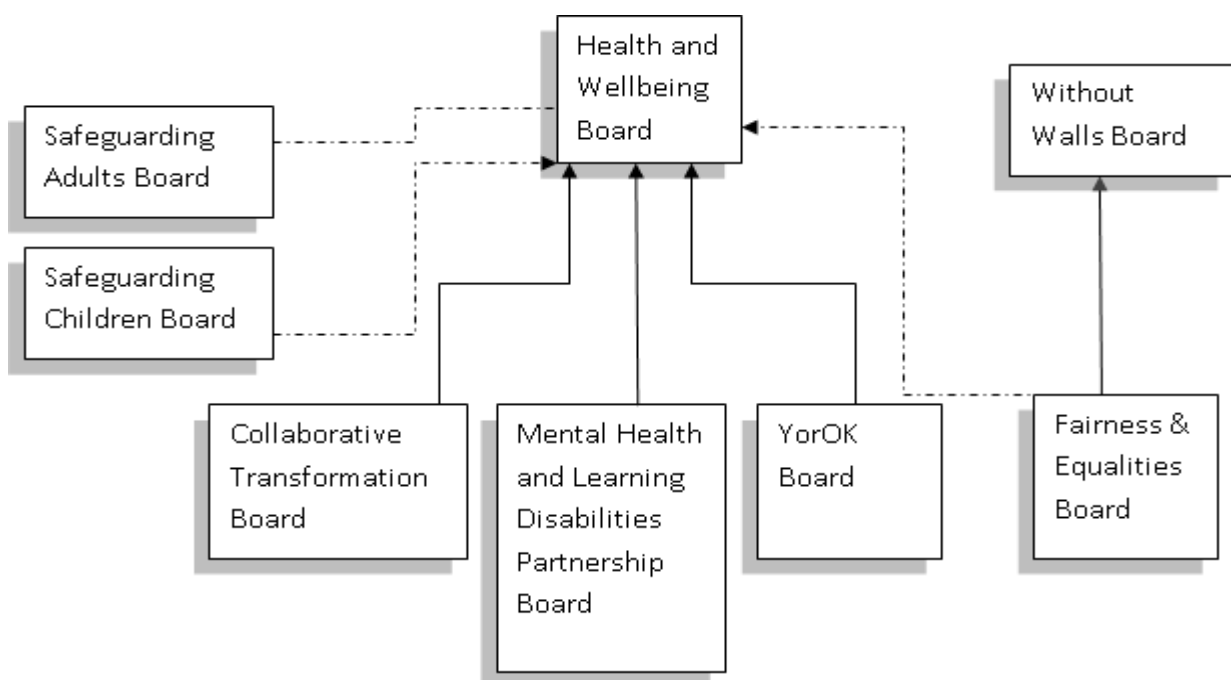 Health and
Wellbeing
Board
Without
Walls Board
Safeguarding
Adults Board
Safeguarding
Children Board
Collaborative
Transformation
Board
Mental Health
and Learning
Disabilities
Partnership
Board
YorOK
Board
Fairness &
Equalities
Board